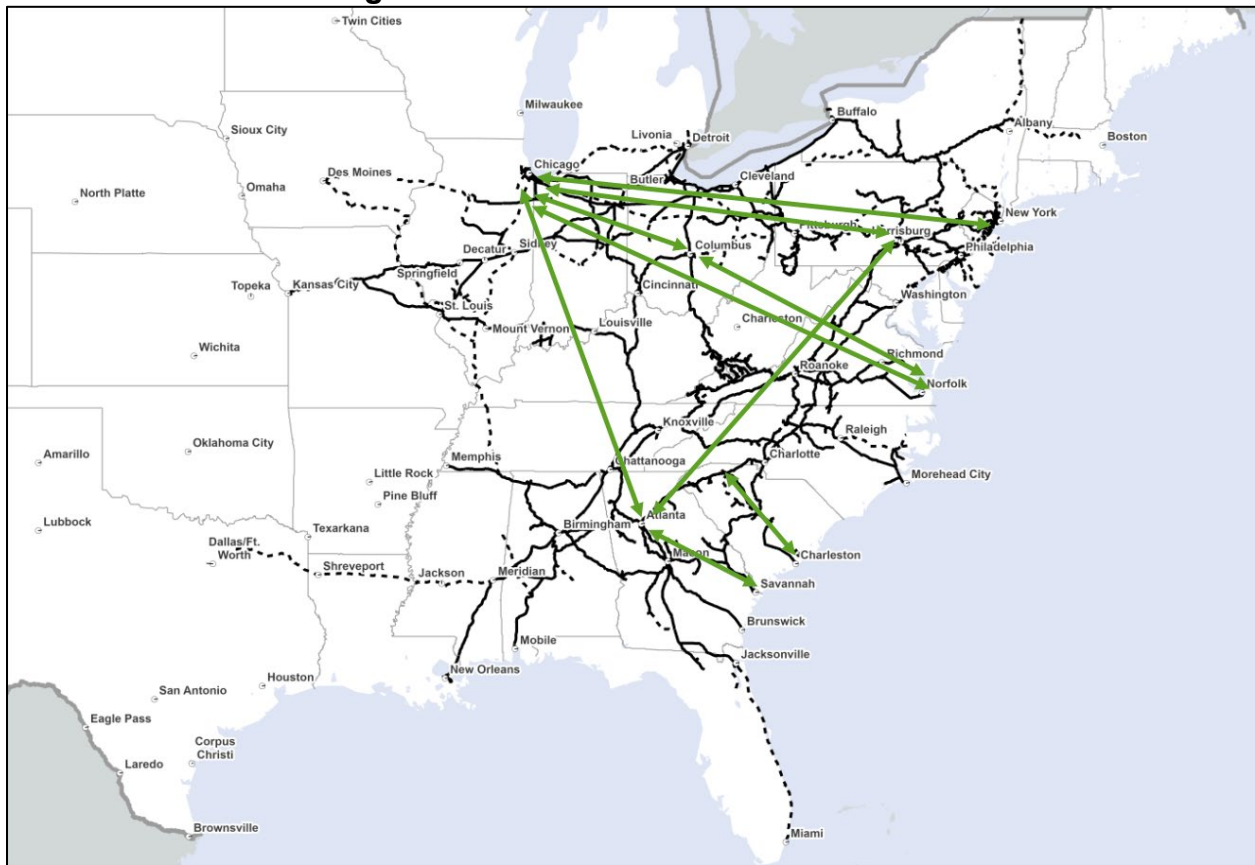 Twin Cities
Milwaukee
Sioux City
Livonia
Detroit
Buffalo
Albany
Boston
Chicago
Des Moines
Butler
Cleveland
North Platte
Omaha
New York
Pittsburgh
Harrisburg
Columbus
Philadelphia
Decatur
Sidney
Springfield
Kansas City
Topeka
Cincinnati
Washington
St. Louis
Charleston
Mount Vernon
Louisville
Wichita
Richmond
Roanoke
Norfolk
Knoxville
Raleigh
Oklahoma City
Amarillo
Memphis
Chattanooga
Charlotte
Little Rock
Morehead City
Pine Bluff
Lubbock
Texarkana
Birmingham
Atlanta
Dallas/Ft.
Worth
Macon
Charleston
Shreveport
Jackson
Meridian
Savannah
Brunswick
Mobile
Jacksonville
New Orleans
Houston
San Antonio
Eagle Pass
Corpus
Christi
Laredo
Brownsville
Miami